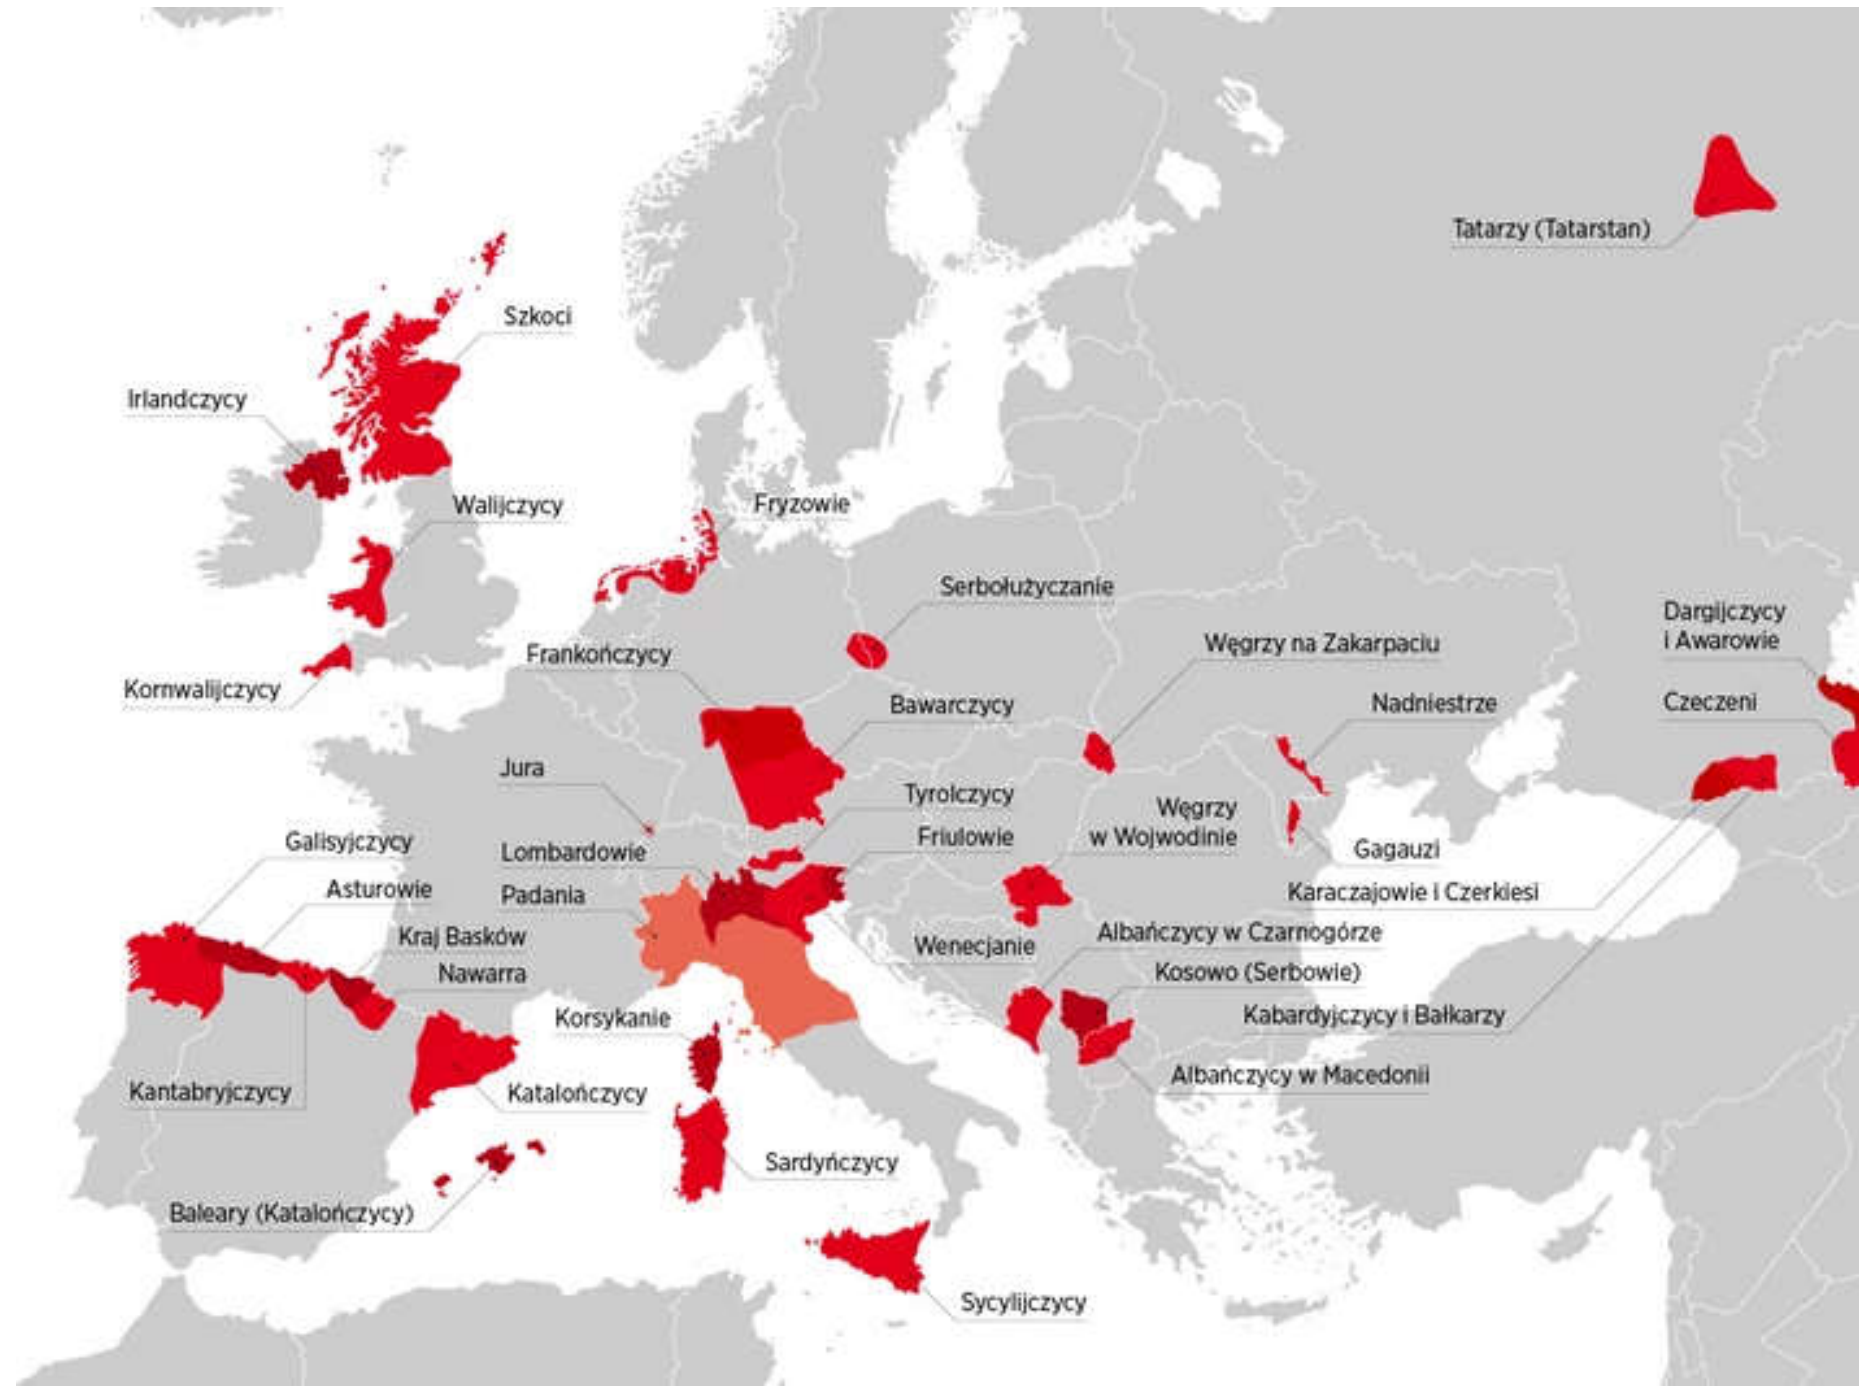 Tatarzy (Tatarstan)
Szkoci
Irlandczycy
Walijczycy
Fryzowie
Serbołużyczanie
Dargijczycy
i Awarowie
Węgrzy na Zakarpaciu
Frankończycy
Kornwalijczycy
Bawarczycy
Nadniestrze
Czeczeni
Jura
Tyrolczycy
Węgrzy
w Wojwodinie
Friulowie
Galisyjczycy
Lombardowie
Gagauzi
Asturowie
Padania
Karaczajowie i Czerkiesi
Kraj Basków
Wenecjanie
Albańczycy w Czarnogórze
Nawarra
Kosowo (Serbowie)
Korsykanie
Kabardyjczycy i Bałkarzy
Albańczycy w Macedonii
Kantabryjczycy
Katalończycy
Sardyńczycy
Baleary (Katalończycy)
Sycylijczycy